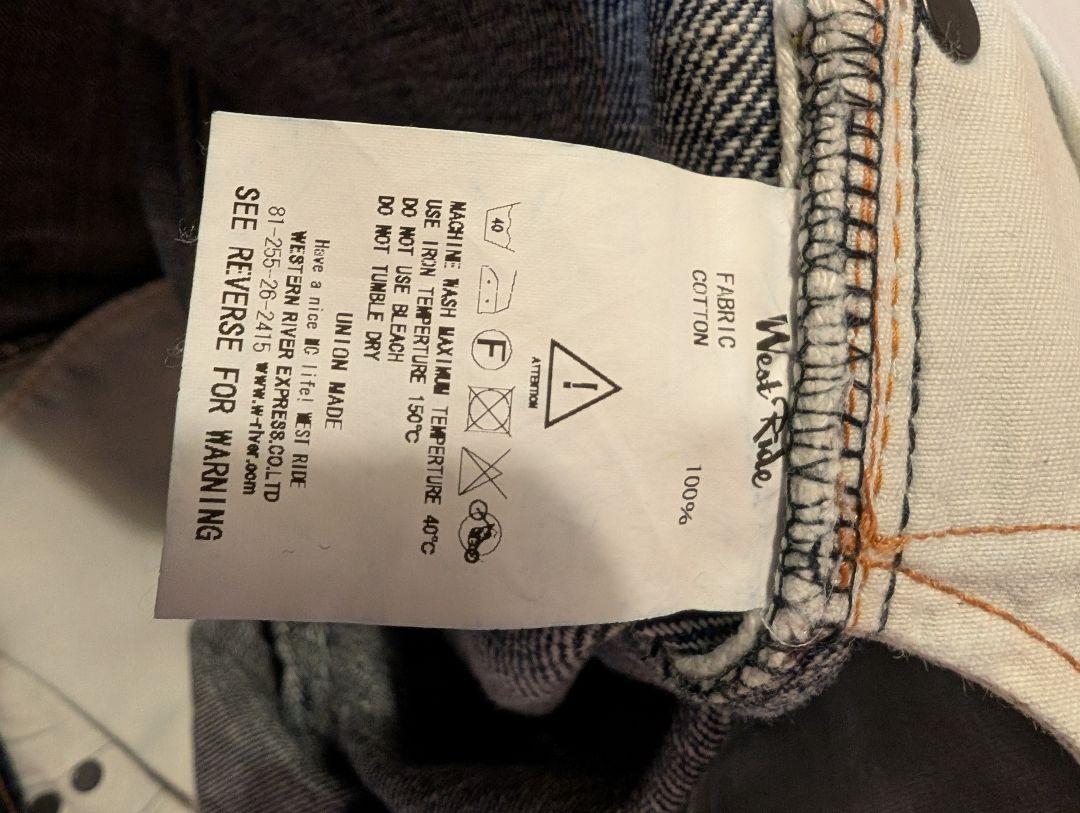 West Ride
FABRIC
COTTON 100%
ATTENTION
40 F
MACHINE WASH MAXIMUM TEMPERTURE 40°C
USE IRON TEMPERTURE 150°C
DO NOT USE BLEACH
DO NOT TUMBLE DRY
UNION MADE
Have a nice MC life! WEST RIDE
WESTERN RIVER EXPRESS.CO.LTD
81-255-26-2415 www.w-river.com
SEE REVERSE FOR WARNING